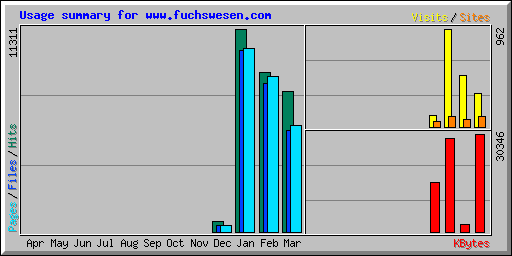 Usage summary for www.fuchswesen.com
Visits/Sites
11311
962
Pages/Files/Hits
30346
Apr May Jun Jul Aug Sep Oct Nov Dec Jan Feb Mar
KBytes